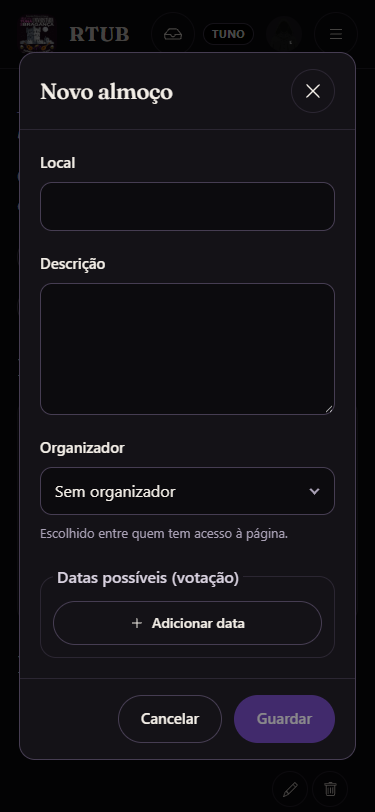 RTUB
TUNO
Novo almoço
Local
Descrição
Organizador
Sem organizador
Escolhido entre quem tem acesso à página.
Datas possíveis (votação)
+ Adicionar data
Cancelar
Guardar